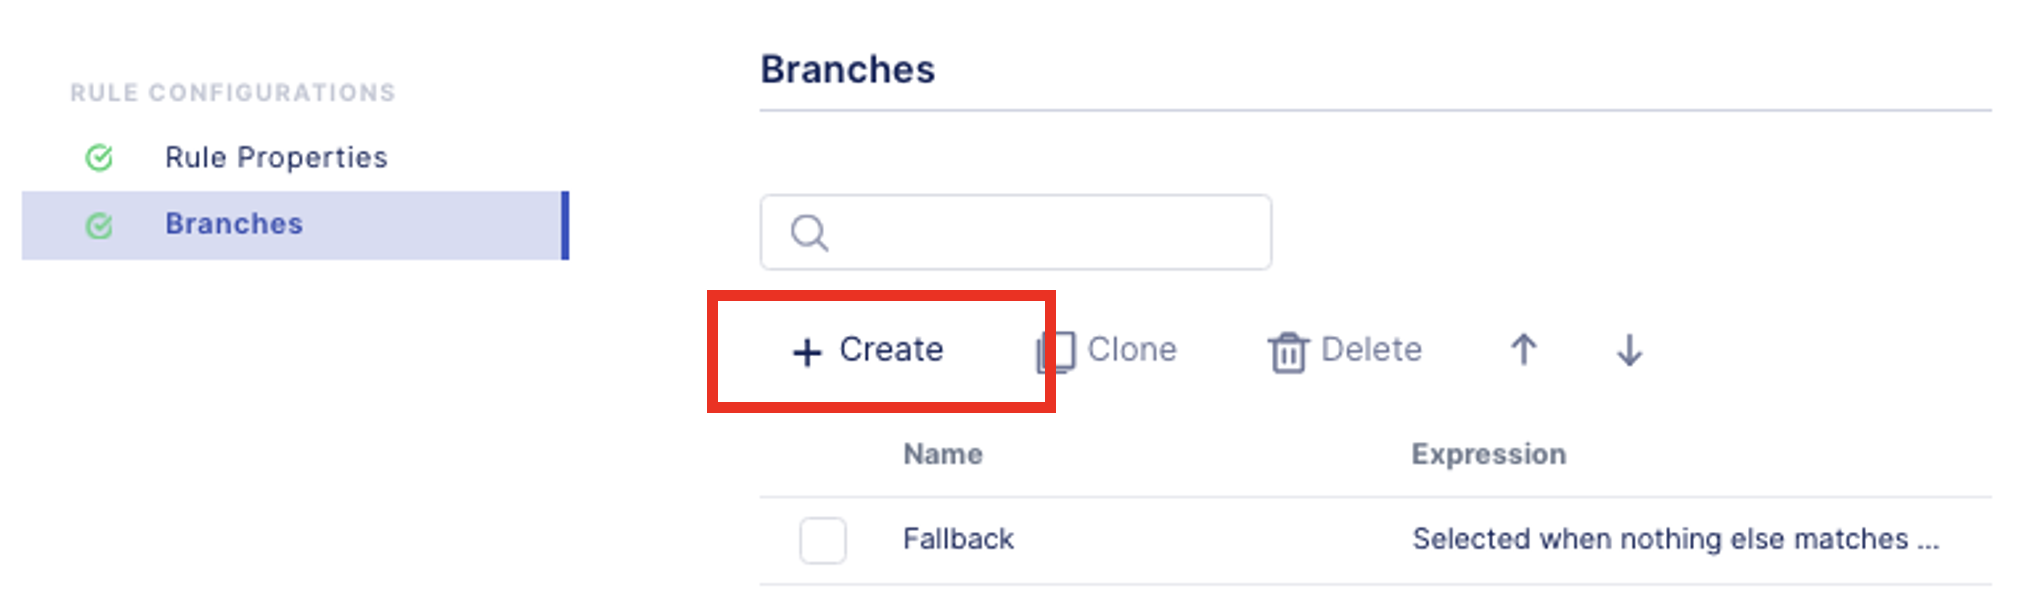 RULE CONFIGURATIONS
Rule Properties
Branches
Branches
Create Clone Delete
Name Expression
Fallback Selected when nothing else matches ...